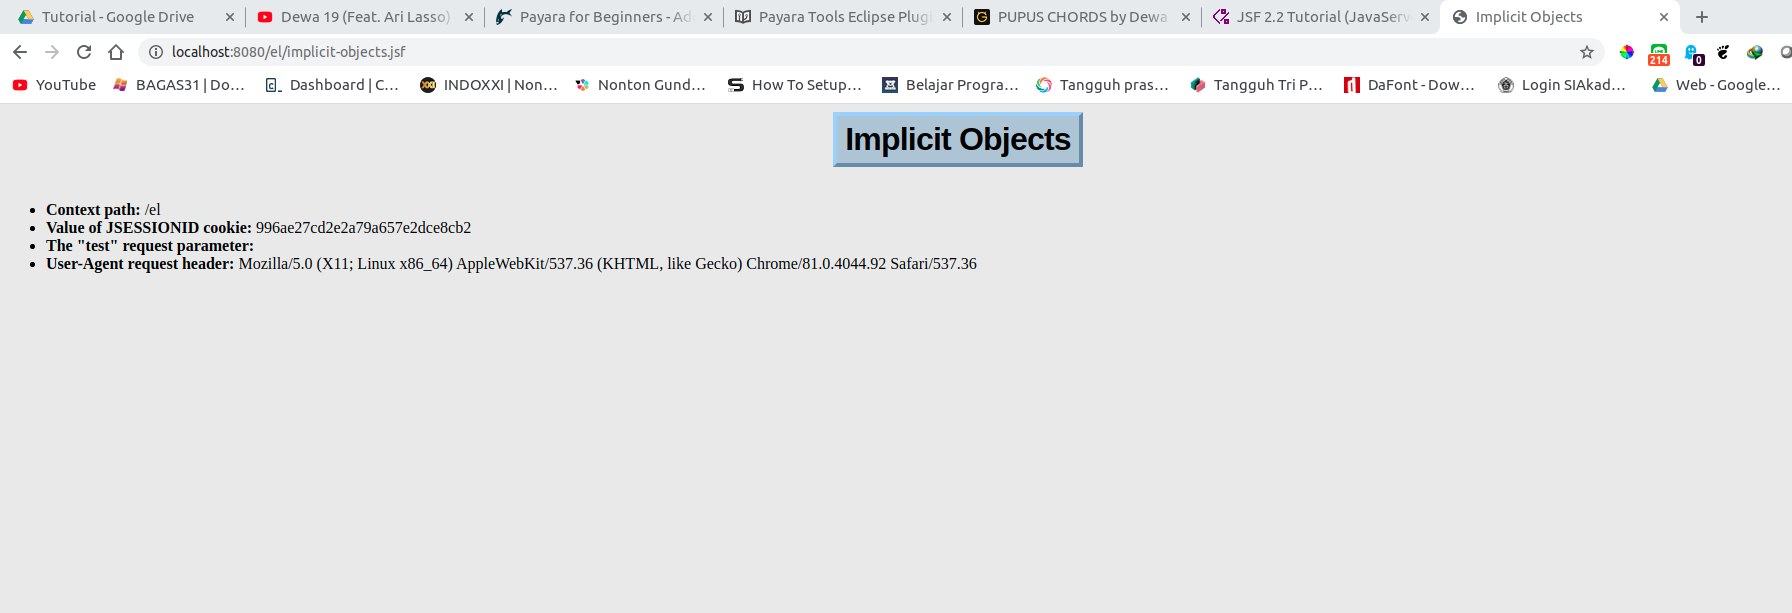 Tutorial - Google Drive
Dewa 19 (Feat. Ari Lasso)
Payara for Beginners - Ad
Payara Tools Eclipse Plugi
PUPUS CHORDS by Dewa
JSF 2.2 Tutorial (JavaServ
Implicit Objects
localhost:8080/el/implicit-objects.jsf
214
0
YouTube
BAGAS31 | Do...
Dashboard | C...
INDOXXI | Non...
Nonton Gund...
How To Setup...
Belajar Progra...
Tangguh pras...
Tangguh Tri P...
DaFont - Dow...
Login SIAkad...
Web - Google...
Implicit Objects
• Context path: /el
• Value of JSESSIONID cookie: 996ae27cd2e2a79a657e2dce8cb2
• The "test" request parameter:
• User-Agent request header: Mozilla/5.0 (X11; Linux x86_64) AppleWebKit/537.36 (KHTML, like Gecko) Chrome/81.0.4044.92 Safari/537.36